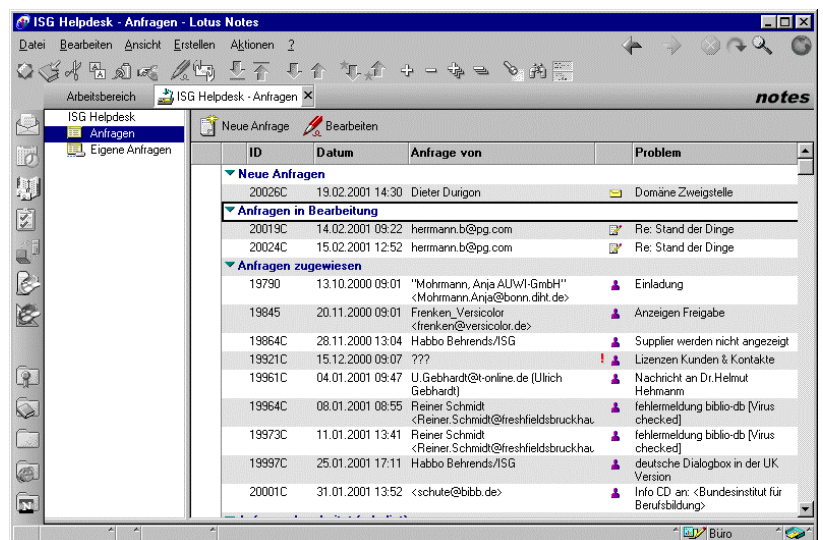 ISG Helpdesk - Anfragen - Lotus Notes
Datei Bearbeiten Ansicht Erstellen Aktionen ?
Arbeitsbereich ISG Helpdesk - Anfragen notes
ISG Helpdesk
Anfragen
Eigene Anfragen
Neue Anfrage Bearbeiten
ID Datum Anfrage von Problem
Neue Anfragen
20026C 19.02.2001 14:30 Dieter Durigon Domäne Zweigstelle
Anfragen in Bearbeitung
20019C 14.02.2001 09:22 herrmann.b@pg.com Re: Stand der Dinge
20024C 15.02.2001 12:52 herrmann.b@pg.com Re: Stand der Dinge
Anfragen zugewiesen
19790 13.10.2000 09:01 "Mohrmann, Anja AUWI-GmbH" Einladung
<Mohrmann.Anja@bonn.diht.de>
19845 20.11.2000 09:01 Frenken_Versicolor Anzeigen Freigabe
<frenken@versicolor.de>
19864C 28.11.2000 13:04 Habbo Behrends/ISG Supplier werden nicht angezeigt
19921C 15.12.2000 09:07 ??? ! Lizenzen Kunden & Kontakte
19961C 04.01.2001 09:47 U.Gebhardt@t-online.de (Ulrich Nachricht an Dr.Helmut
Gebhardt) Hehmanm
19964C 08.01.2001 08:55 Reiner Schmidt fehlermeldung biblio-db [Virus
<Reiner.Schmidt@freshfieldsbruckhau checked]
19973C 11.01.2001 13:41 Reiner Schmidt fehlermeldung biblio-db [Virus
<Reiner.Schmidt@freshfieldsbruckhau checked]
19997C 25.01.2001 17:11 Habbo Behrends/ISG deutsche Dialogbox in der UK
Version
20001C 31.01.2001 13:52 <schute@bibb.de> Info CD an: <Bundesinstitut für
Berufsbildung>
Büro